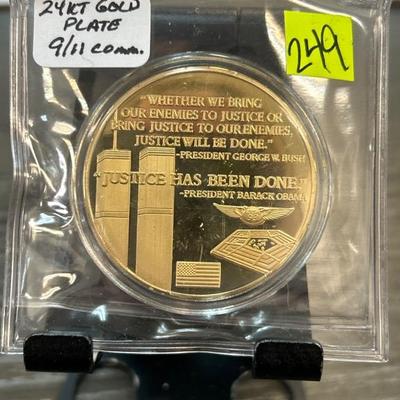 24KT GOLD
PLATE
9/11 COMM.
249
"WHETHER WE BRING
OUR ENEMIES TO JUSTICE OR
BRING JUSTICE TO OUR ENEMIES,
JUSTICE WILL BE DONE."
-PRESIDENT GEORGE W. BUSH
"JUSTICE HAS BEEN DONE."
-PRESIDENT BARACK OBAMA